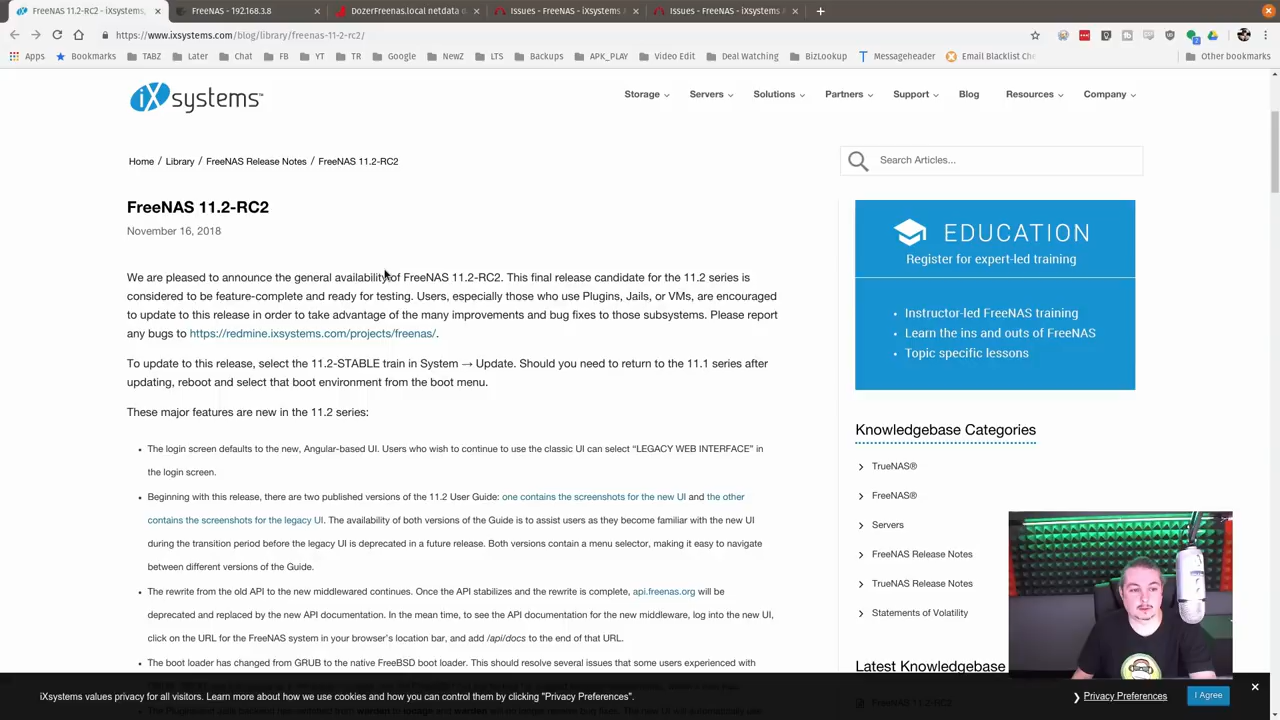 FreeNAS 11.2-RC2 - iXsystems,
FreeNAS - 192.168.3.8
DozerFreenas.local netdata d
Issues - FreeNAS - iXsystems &
Issues - FreeNAS - iXsystems &
https://www.ixsystems.com/blog/library/freenas-11-2-rc2/
Apps
Bookmarks
TABZ
Later
Chat
FB
YT
TR
Google
NewZ
LTS
Backups
APK_PLAY
Video Edit
Deal Watching
BizLookup
Messageheader
Email Blacklist Che
Other bookmarks
iXsystems
Storage
Servers
Solutions
Partners
Support
Blog
Resources
Company
Home / Library / FreeNAS Release Notes / FreeNAS 11.2-RC2
Search Articles...
FreeNAS 11.2-RC2
November 16, 2018
We are pleased to announce the general availability of FreeNAS 11.2-RC2. This final release candidate for the 11.2 series is
considered to be feature-complete and ready for testing. Users, especially those who use Plugins, Jails, or VMs, are encouraged
to update to this release in order to take advantage of the many improvements and bug fixes to those subsystems. Please report
any bugs to https://redmine.ixsystems.com/projects/freenas/.
To update to this release, select the 11.2-STABLE train in System → Update. Should you need to return to the 11.1 series after
updating, reboot and select that boot environment from the boot menu.
These major features are new in the 11.2 series:
• The login screen defaults to the new, Angular-based UI. Users who wish to continue to use the classic UI can select “LEGACY WEB INTERFACE” in
the login screen.
• Beginning with this release, there are two published versions of the 11.2 User Guide: one contains the screenshots for the new UI and the other
contains the screenshots for the legacy UI. The availability of both versions of the Guide is to assist users as they become familiar with the new UI
during the transition period before the legacy UI is deprecated in a future release. Both versions contain a menu selector, making it easy to navigate
between different versions of the Guide.
• The rewrite from the old API to the new middlewared continues. Once the API stabilizes and the rewrite is complete, api.freenas.org will be
deprecated and replaced by the new API documentation. In the mean time, to see the API documentation for the new middleware, log into the new UI,
click on the URL for the FreeNAS system in your browser’s location bar, and add /api/docs to the end of that URL.
• The boot loader has changed from GRUB to the native FreeBSD boot loader. This should resolve several issues that some users experienced with
EDUCATION
Register for expert-led training
• Instructor-led FreeNAS training
• Learn the ins and outs of FreeNAS
• Topic specific lessons
Knowledgebase Categories
TrueNAS®
FreeNAS®
Servers
FreeNAS Release Notes
TrueNAS Release Notes
Statements of Volatility
Latest Knowledgebase
FreeNAS 11.2-RC2
iXsystems values privacy for all visitors. Learn more about how we use cookies and how you can control them by clicking "Privacy Preferences".
Privacy Preferences
I Agree